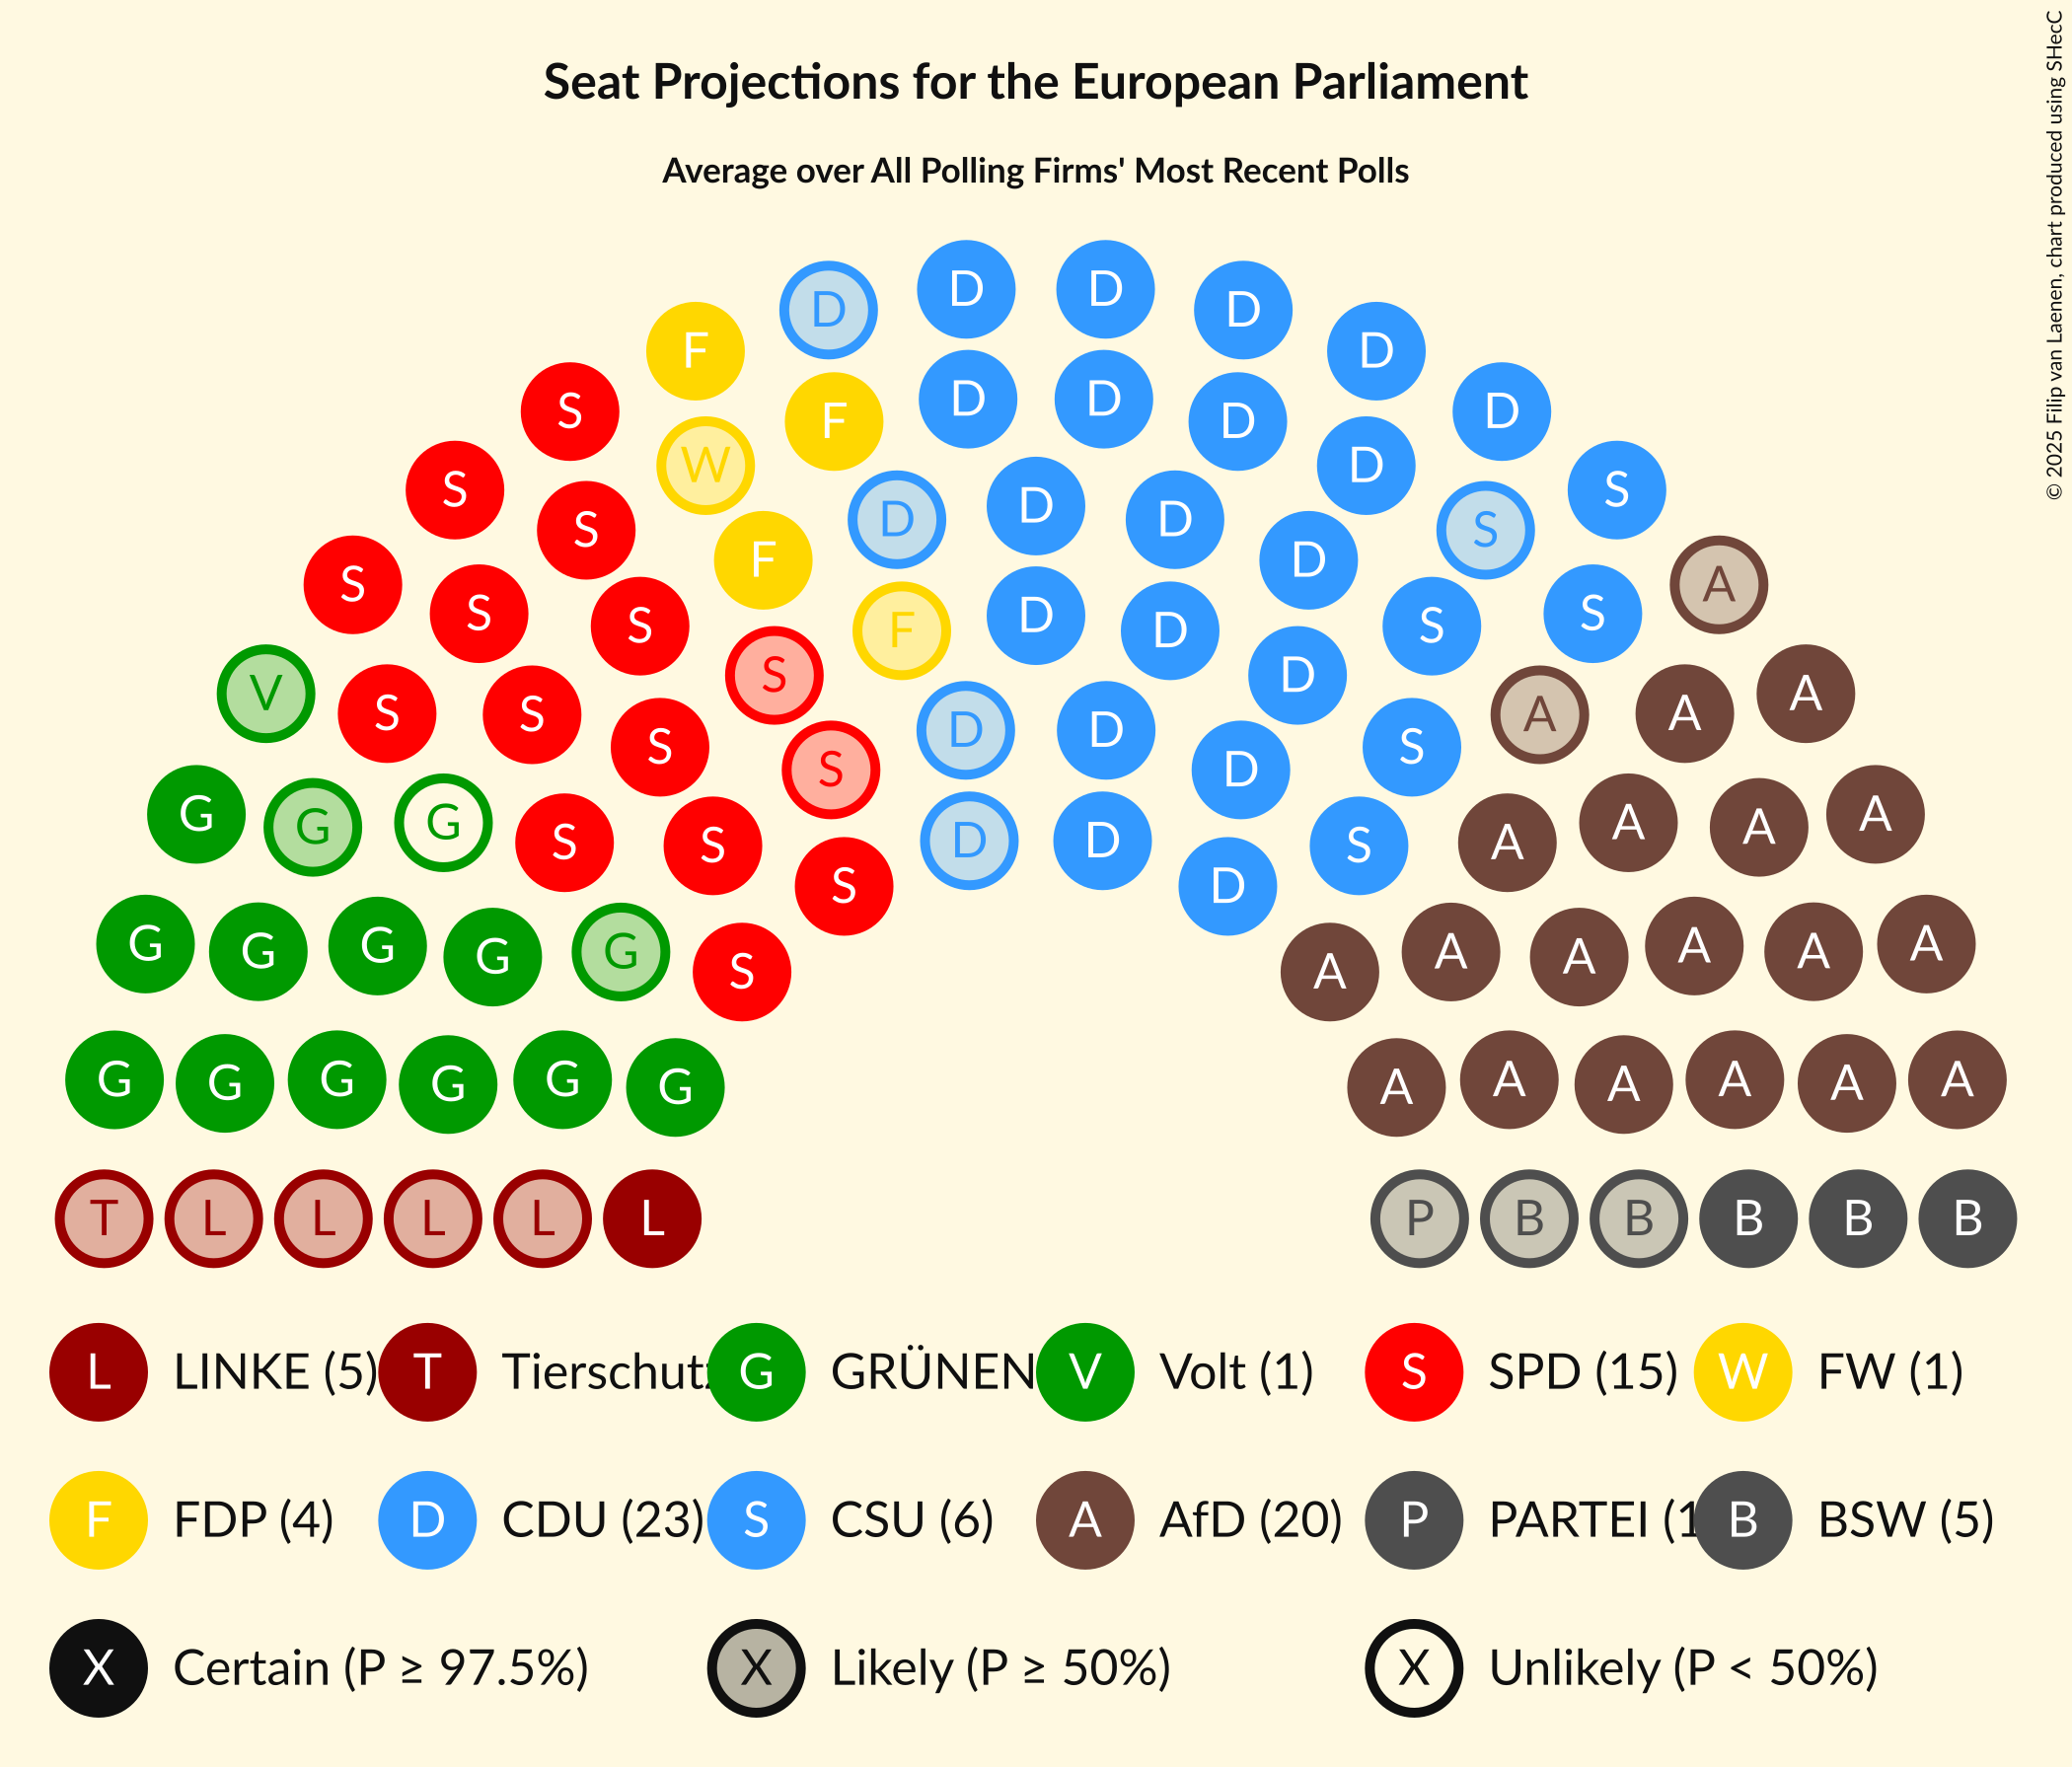 Seat Projections for the European Parliament
Average over All Polling Firms' Most Recent Polls
© 2025 Filip van Laenen, chart produced using SHecC
D D D D
F D D
S F D D D D D
S W D D S
S S F D D D D S S
S S S S F D D D S S A
V S S S S D D D S A A A
G G G S S S D D D S A A A A
G G G G G S S A A A A A A
G G G G G G A A A A A A
T L L L L L P B B B B B
L LINKE (5) T Tierschutz G GRÜNEN V Volt (1) S SPD (15) W FW (1)
F FDP (4) D CDU (23) S CSU (6) A AfD (20) P PARTEI (1 B BSW (5)
X Certain (P ≥ 97.5%) X Likely (P ≥ 50%) X Unlikely (P < 50%)